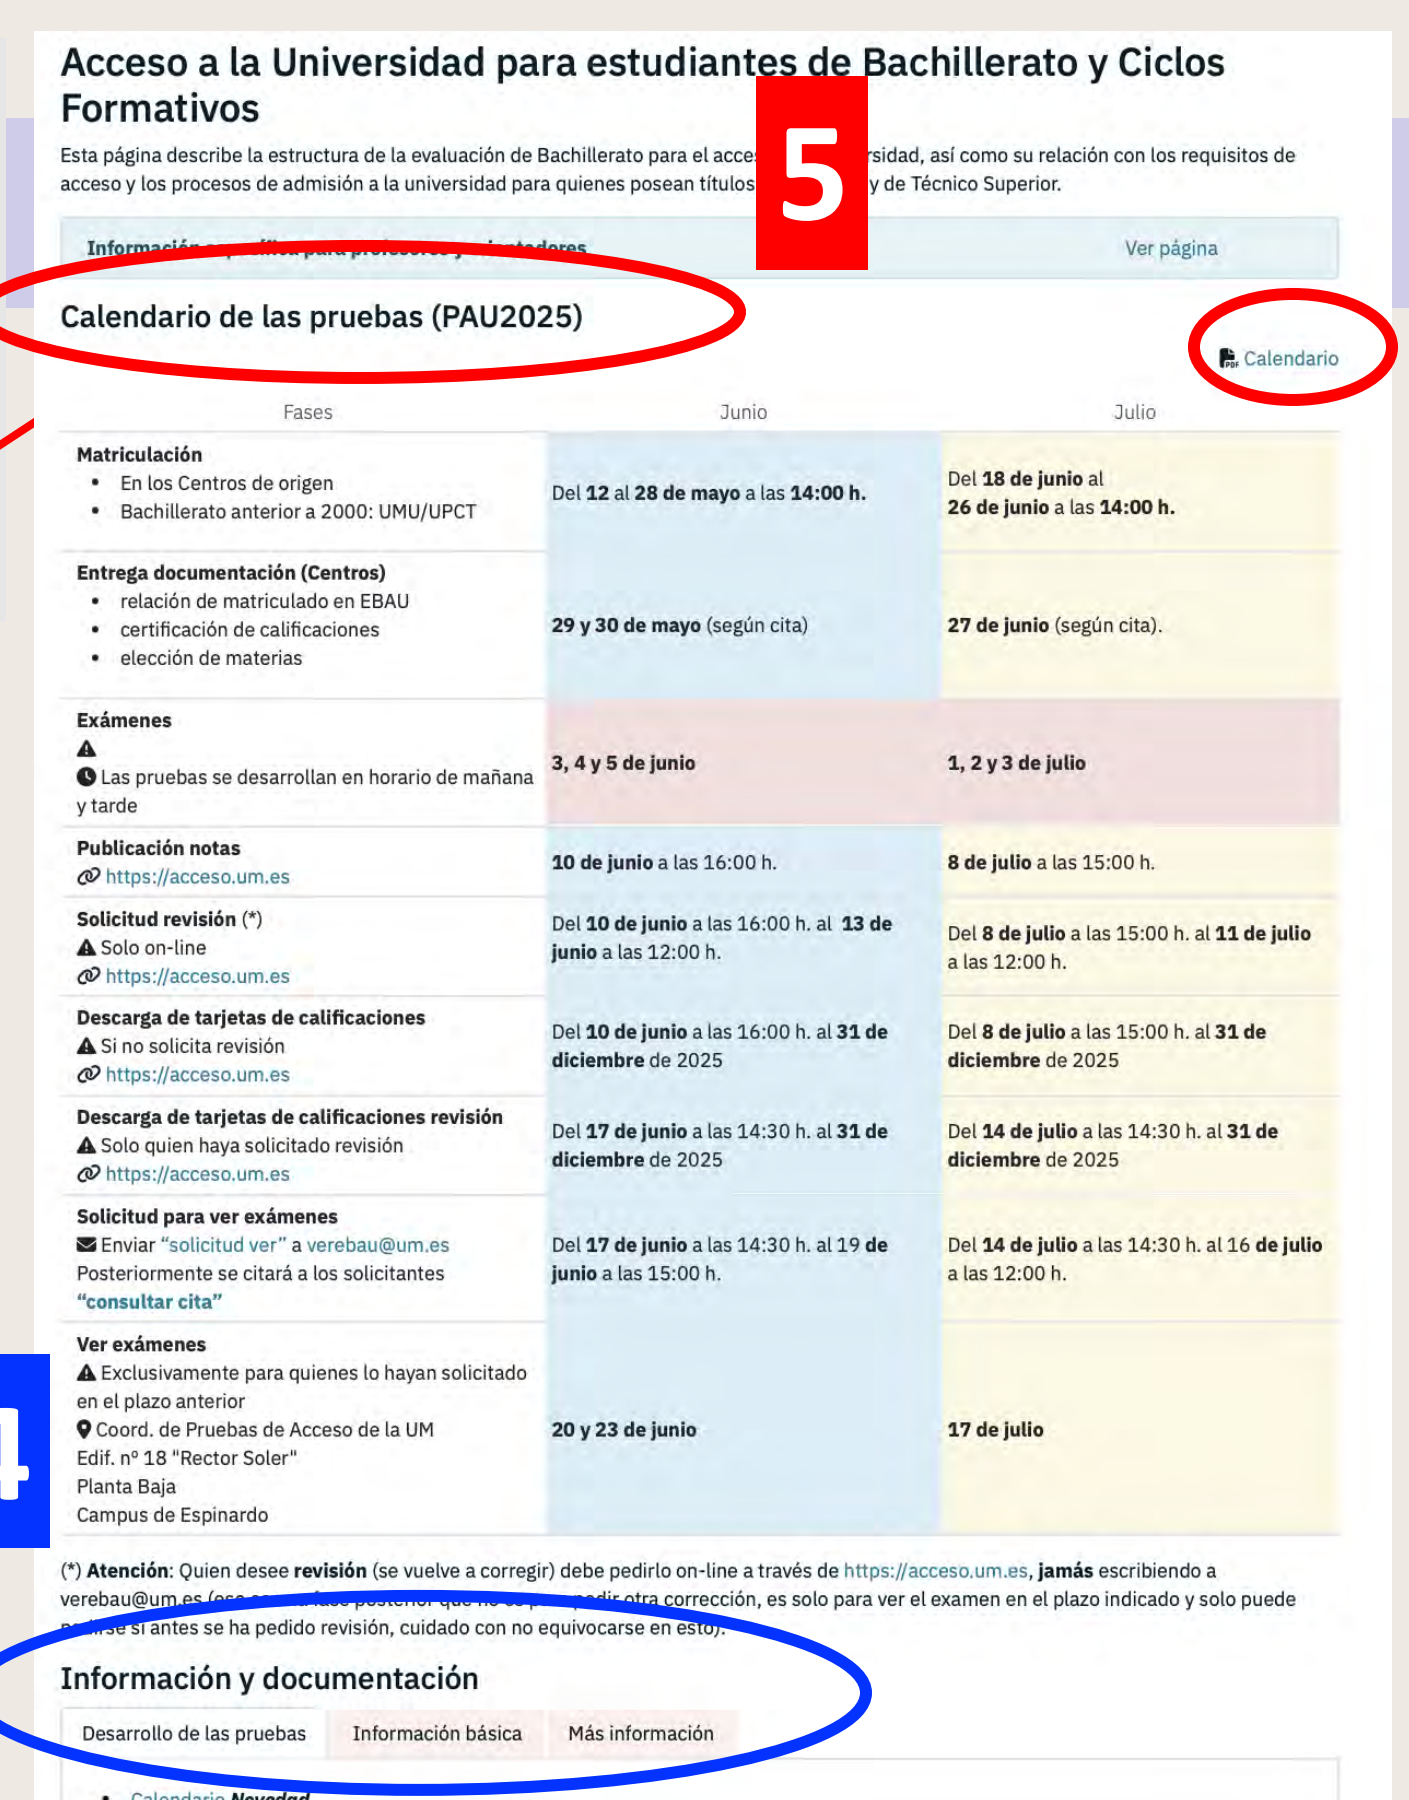 Acceso a la Universidad para estudiantes de Bachillerato y Ciclos
Formativos
5
Esta página describe la estructura de la evaluación de Bachillerato para el acce rsidad, así como su relación con los requisitos de
acceso y los procesos de admisión a la universidad para quienes posean títulos y de Técnico Superior.
Información para Ver página
Calendario de las pruebas (PAU2025)
PDF Calendario
Fases Junio Julio
Matriculación
• En los Centros de origen
• Bachillerato anterior a 2000: UMU/UPCT
Del 12 al 28 de mayo a las 14:00 h.
Del 18 de junio al
26 de junio a las 14:00 h.
Entrega documentación (Centros)
• relación de matriculado en EBAU
• certificación de calificaciones
• elección de materias
29 y 30 de mayo (según cita)
27 de junio (según cita).
Exámenes
Las pruebas se desarrollan en horario de mañana
y tarde
3, 4 y 5 de junio
1, 2 y 3 de julio
Publicación notas
https://acceso.um.es
10 de junio a las 16:00 h.
8 de julio a las 15:00 h.
Solicitud revisión (*)
Solo on-line
https://acceso.um.es
Del 10 de junio a las 16:00 h. al 13 de
junio a las 12:00 h.
Del 8 de julio a las 15:00 h. al 11 de julio
a las 12:00 h.
Descarga de tarjetas de calificaciones
Si no solicita revisión
https://acceso.um.es
Del 10 de junio a las 16:00 h. al 31 de
diciembre de 2025
Del 8 de julio a las 15:00 h. al 31 de
diciembre de 2025
Descarga de tarjetas de calificaciones revisión
Solo quien haya solicitado revisión
https://acceso.um.es
Del 17 de junio a las 14:30 h. al 31 de
diciembre de 2025
Del 14 de julio a las 14:30 h. al 31 de
diciembre de 2025
Solicitud para ver exámenes
Enviar “solicitud ver” a verebau@um.es
Posteriormente se citará a los solicitantes
“consultar cita”
Del 17 de junio a las 14:30 h. al 19 de
junio a las 15:00 h.
Del 14 de julio a las 14:30 h. al 16 de julio
a las 12:00 h.
Ver exámenes
Exclusivamente para quienes lo hayan solicitado
en el plazo anterior
Coord. de Pruebas de Acceso de la UM
Edif. nº 18 "Rector Soler"
Planta Baja
Campus de Espinardo
20 y 23 de junio
17 de julio
4
(*) Atención: Quien desee revisión (se vuelve a corregir) debe pedirlo on-line a través de https://acceso.um.es, jamás escribiendo a
verebau@um.es otra corrección, es solo para ver el examen en el plazo indicado y solo puede
si antes se ha pedido revisión, cuidado con no equivocarse en esto).
Información y documentación
Desarrollo de las pruebas Información básica Más información
• Calendario Novedad